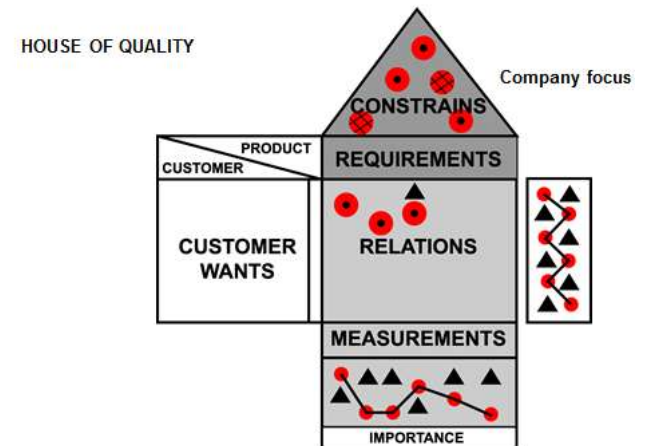 HOUSE OF QUALITY
Company focus
CONSTRAINS
PRODUCT
CUSTOMER
REQUIREMENTS
CUSTOMER
WANTS
RELATIONS
MEASUREMENTS
IMPORTANCE